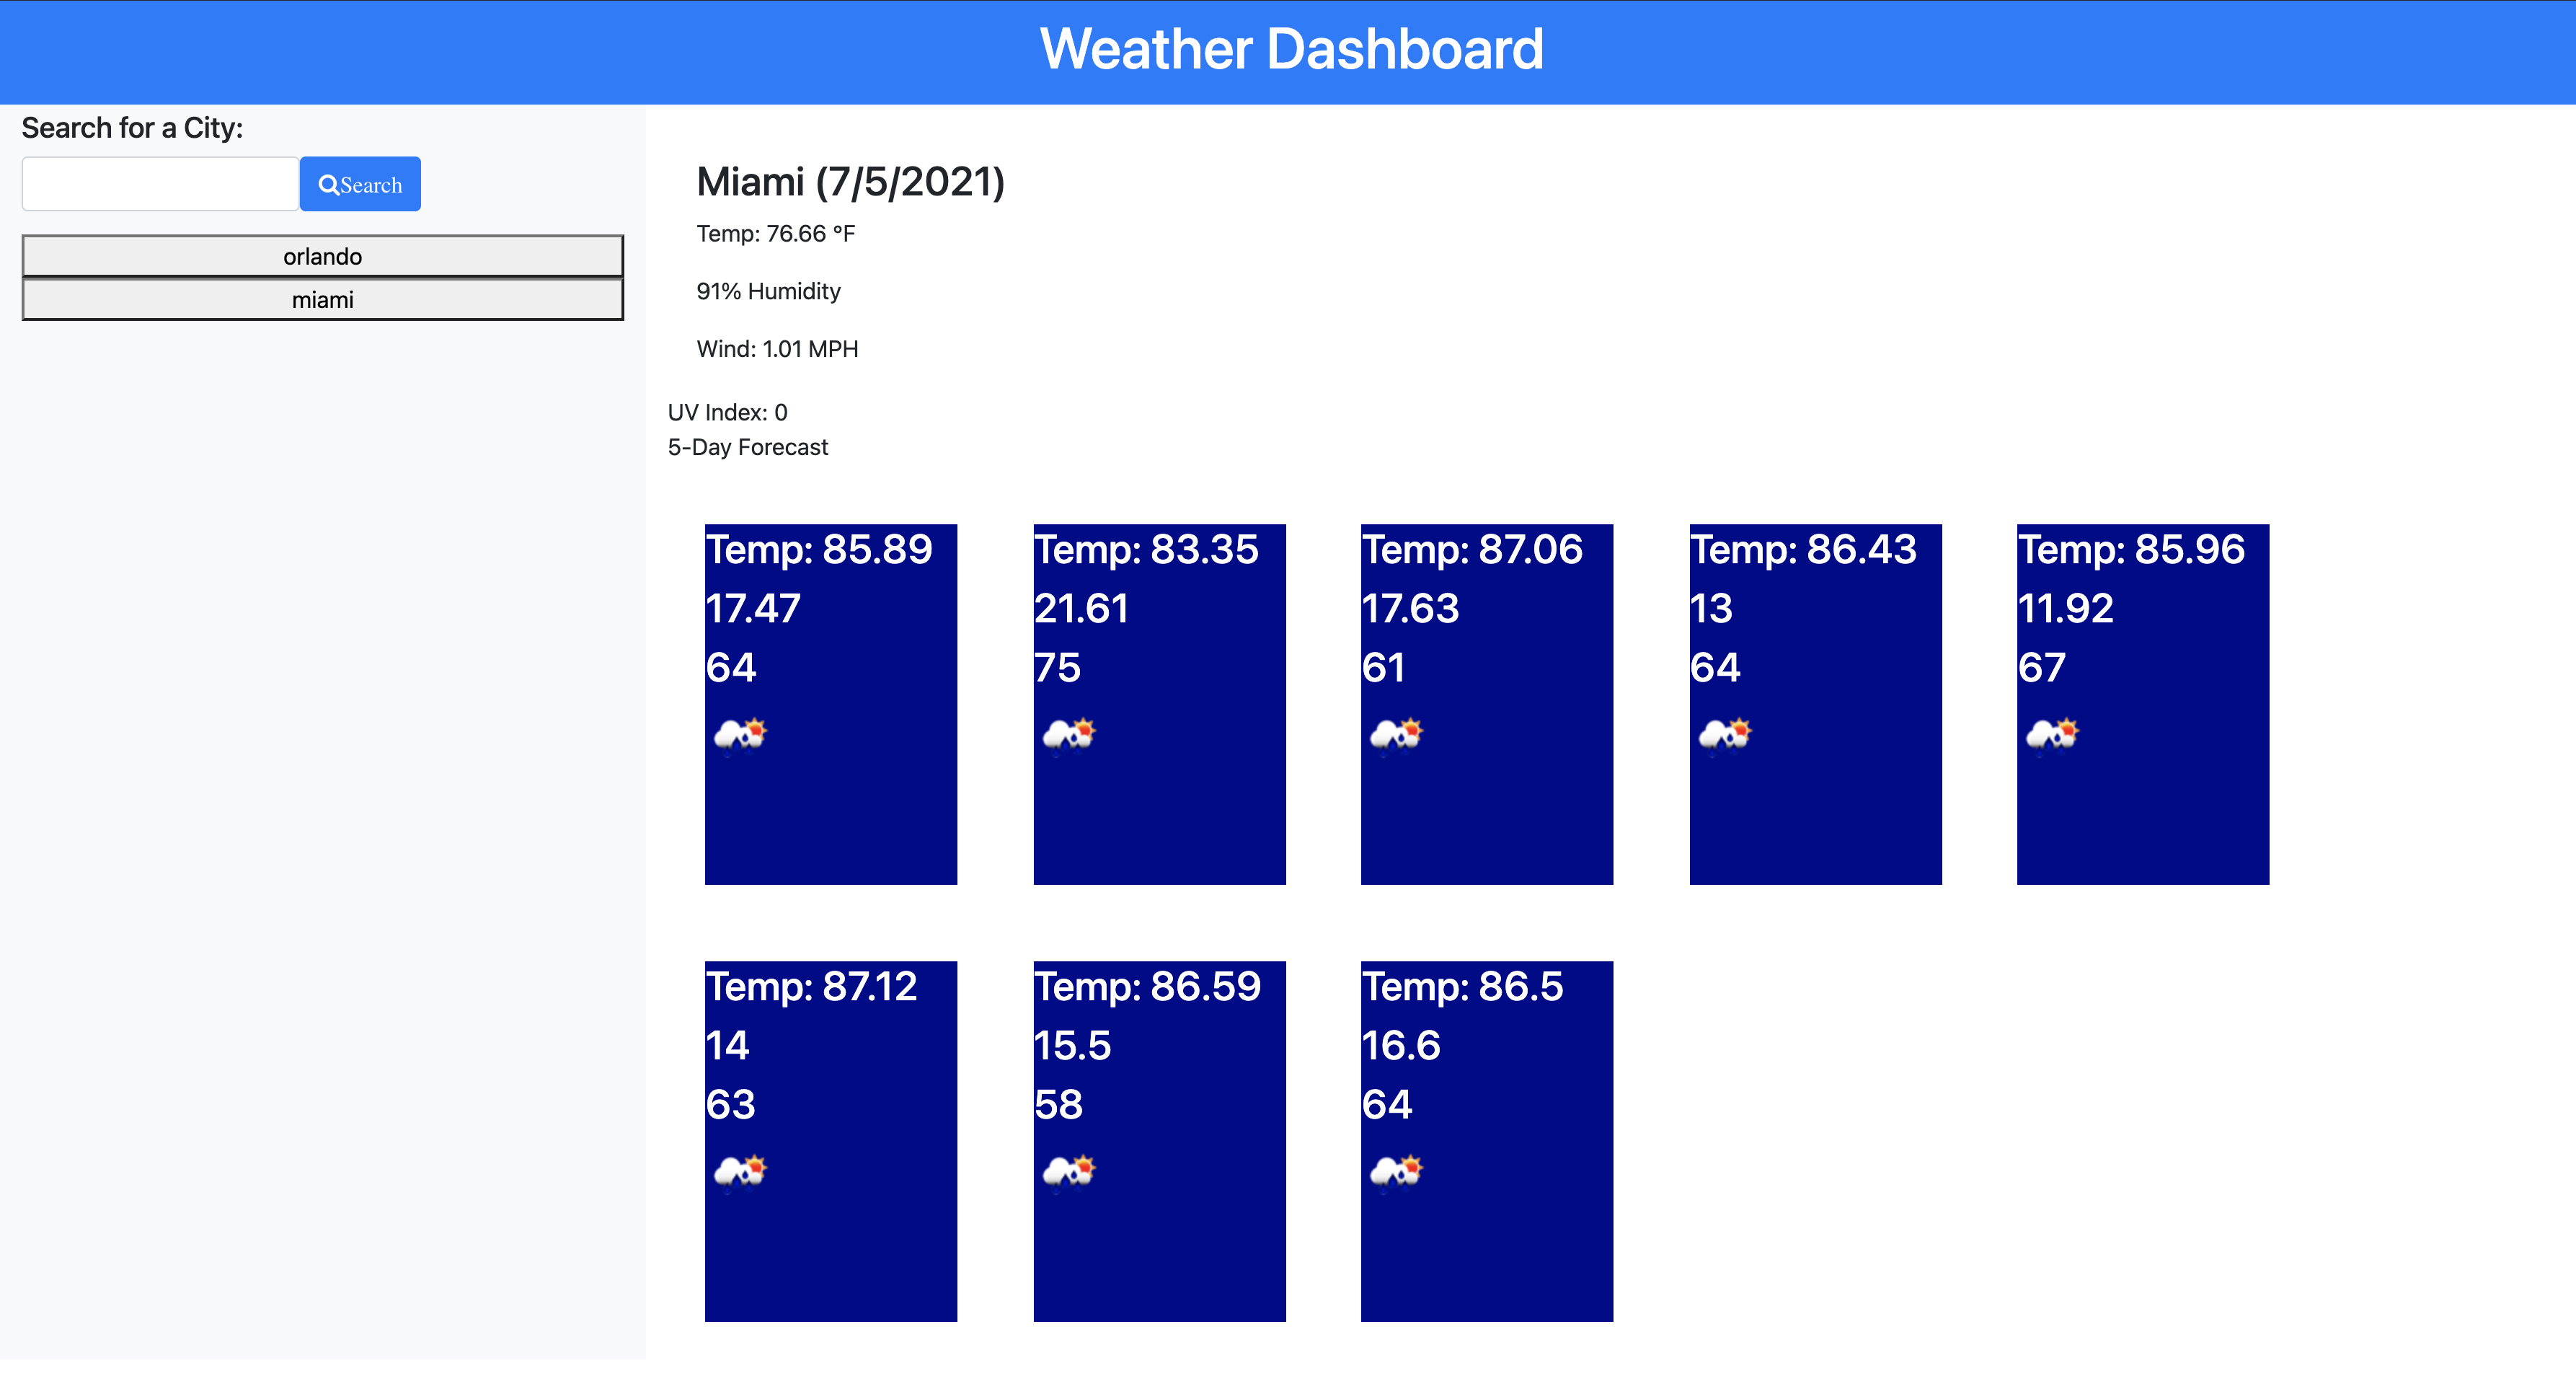 Weather Dashboard
Search for a City:
Search
orlando
miami
Miami (7/5/2021)
Temp: 76.66 °F
91% Humidity
Wind: 1.01 MPH
UV Index: 0
5-Day Forecast
Temp: 85.89
17.47
64
Temp: 83.35
21.61
75
Temp: 87.06
17.63
61
Temp: 86.43
13
64
Temp: 85.96
11.92
67
Temp: 87.12
14
63
Temp: 86.59
15.5
58
Temp: 86.5
16.6
64